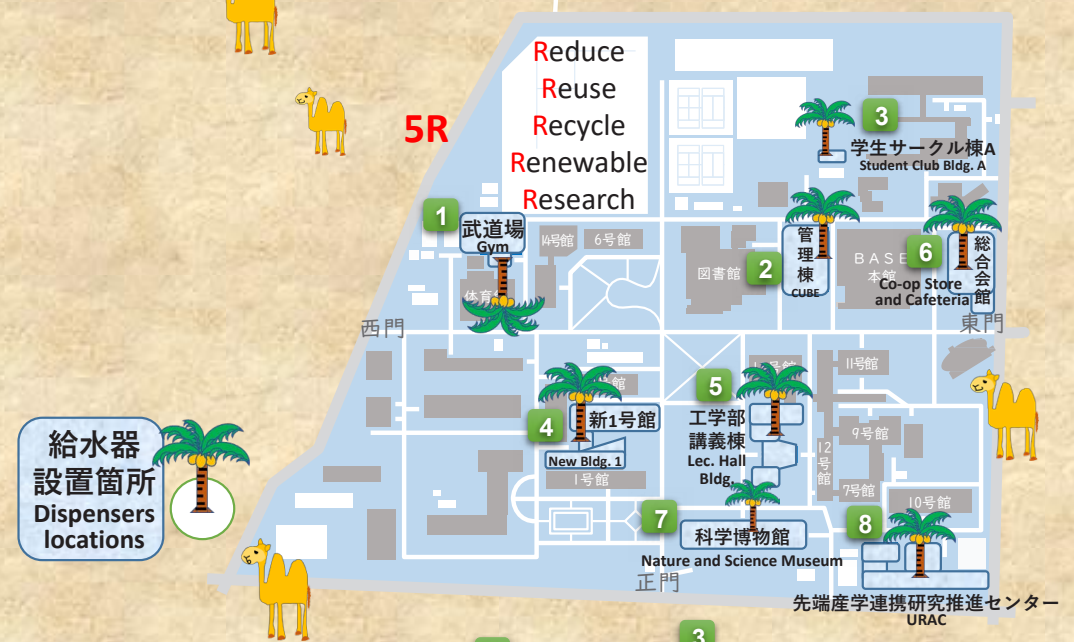 Reduce
Reuse
Recycle
Renewable
Research
5R
3
学生サークル棟A
Student Club Bldg. A
1
武道場
Gym
14号館
6号館
図書館
2
管理棟
CUBE
BASE
本館
6
総合会館
Co-op Store
and Cafeteria
西門
東門
11号館
5
工学部
講義棟
Lec. Hall
Bldg.
4
新1号館
New Bldg. 1
1号館
12号館
9号館
7号館
10号館
給水器
設置箇所
Dispensers
locations
7
科学博物館
Nature and Science Museum
正門
8
先端産学連携研究推進センター
URAC
3